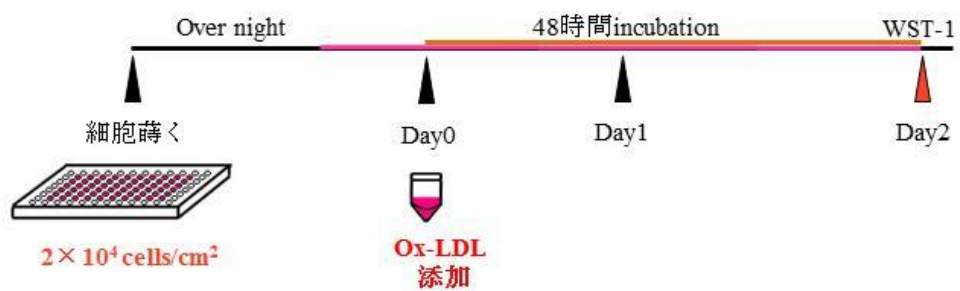 Over night
48時間incubation
WST-1
細胞蒔く
Day0
Day1
Day2
2×10⁴ cells/cm²
Ox-LDL
添加